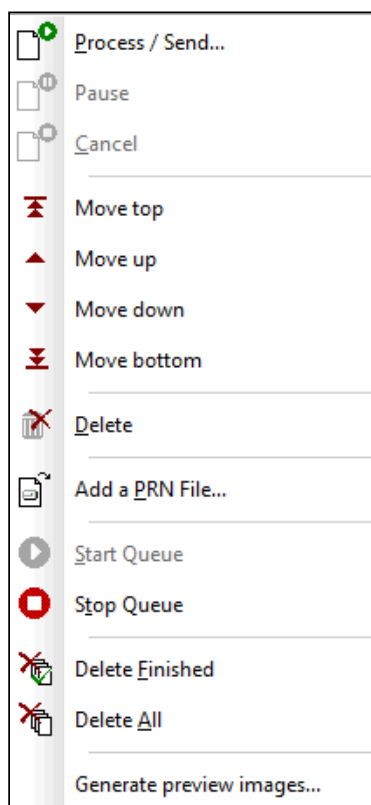 Process / Send...
Pause
Cancel
Move top
Move up
Move down
Move bottom
Delete
Add a PRN File...
Start Queue
Stop Queue
Delete Finished
Delete All
Generate preview images...